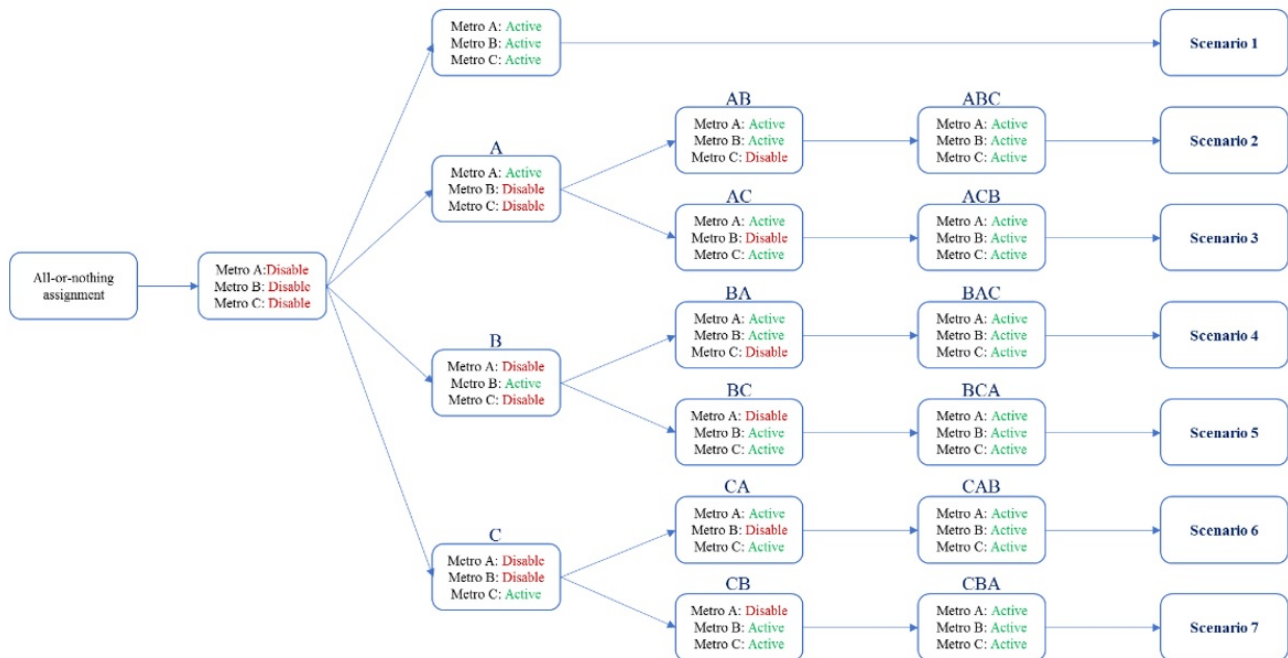 All-or-nothing
assignment
Metro A:Disable
Metro B: Disable
Metro C: Disable
Metro A: Active
Metro B: Active
Metro C: Active
Scenario 1
A
Metro A: Active
Metro B: Disable
Metro C: Disable
AB
Metro A: Active
Metro B: Active
Metro C: Disable
ABC
Metro A: Active
Metro B: Active
Metro C: Active
Scenario 2
AC
Metro A: Active
Metro B: Disable
Metro C: Active
ACB
Metro A: Active
Metro B: Active
Metro C: Active
Scenario 3
B
Metro A: Disable
Metro B: Active
Metro C: Disable
BA
Metro A: Active
Metro B: Active
Metro C: Disable
BAC
Metro A: Active
Metro B: Active
Metro C: Active
Scenario 4
BC
Metro A: Disable
Metro B: Active
Metro C: Active
BCA
Metro A: Active
Metro B: Active
Metro C: Active
Scenario 5
C
Metro A: Disable
Metro B: Disable
Metro C: Active
CA
Metro A: Active
Metro B: Disable
Metro C: Active
CAB
Metro A: Active
Metro B: Active
Metro C: Active
Scenario 6
CB
Metro A: Disable
Metro B: Active
Metro C: Active
CBA
Metro A: Active
Metro B: Active
Metro C: Active
Scenario 7